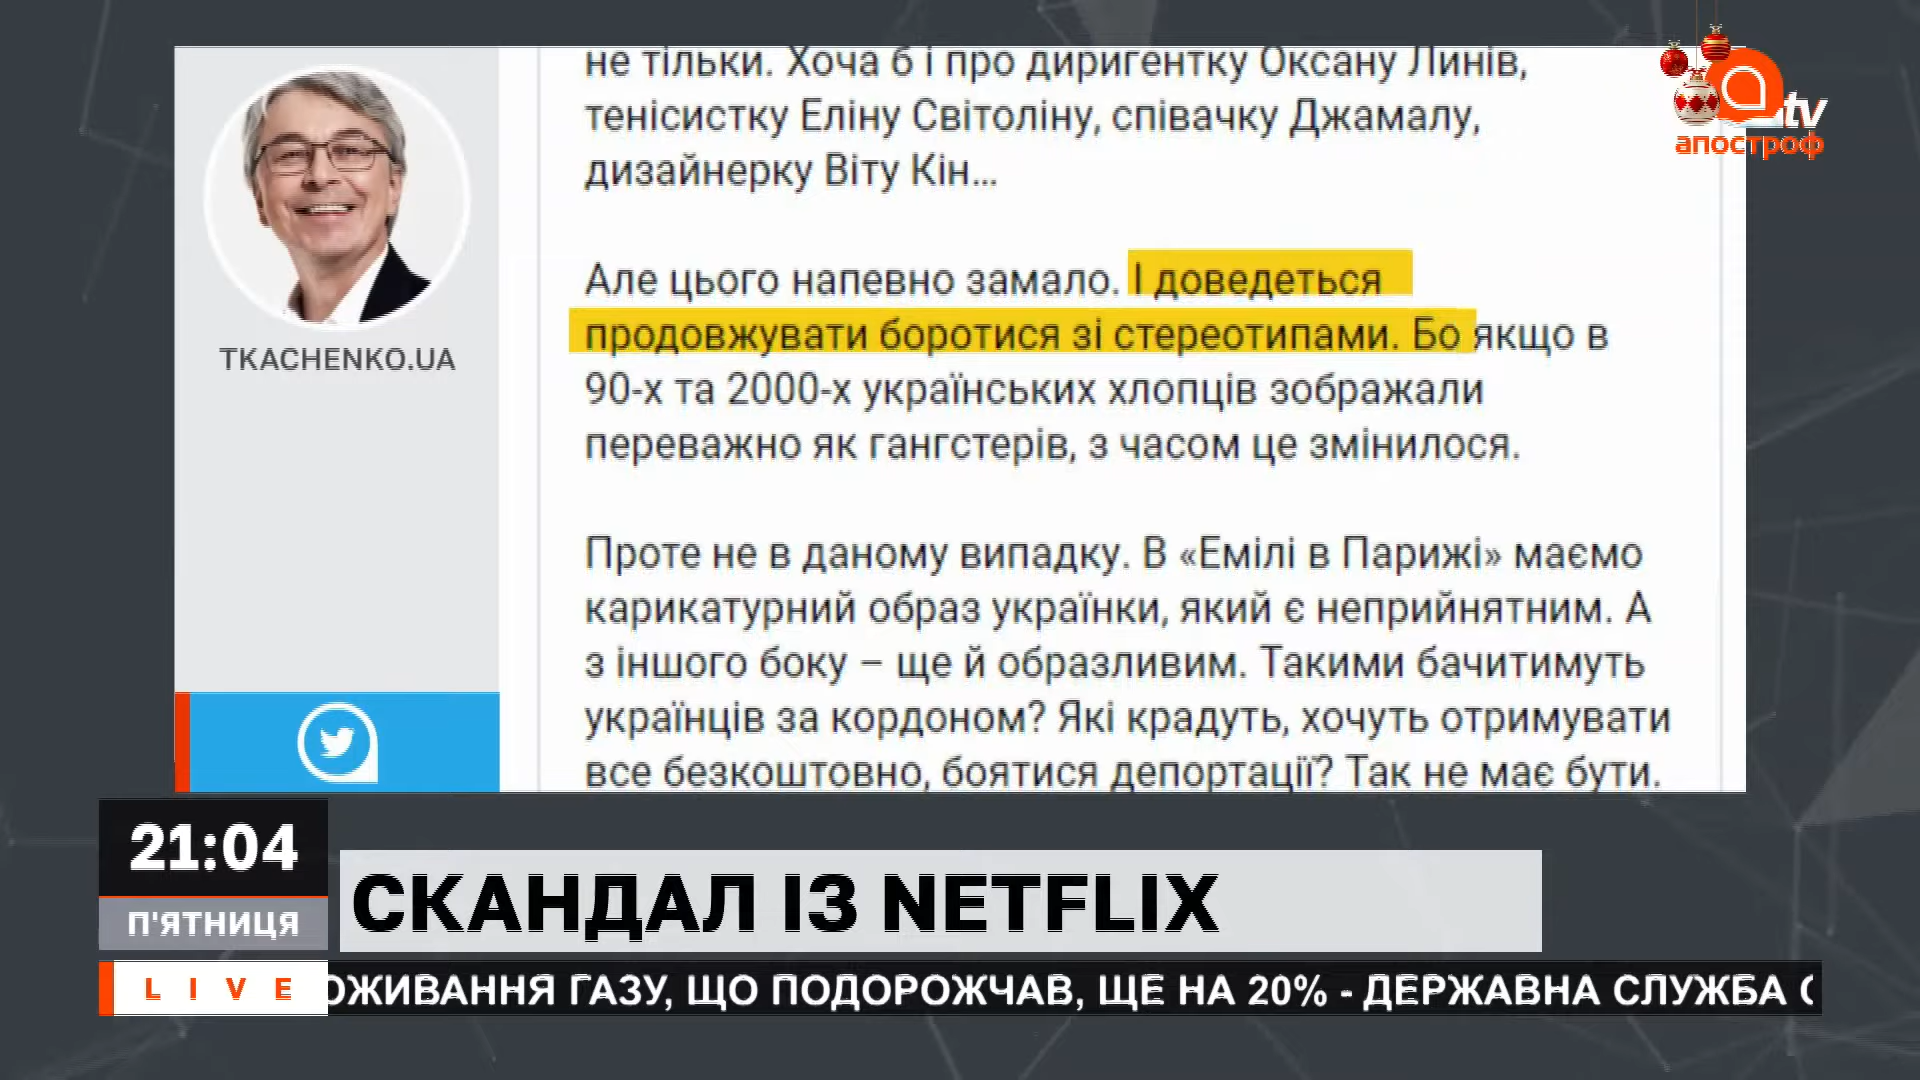 не тільки. Хоча б і про диригентку Оксану Линів,
тенісистку Еліну Світоліну, співачку Джамалу,
дизайнерку Віту Кін...
Але цього напевно замало. І доведеться
продовжувати боротися зі стереотипами. Бо якщо в
90-х та 2000-х українських хлопців зображали
переважно як гангстерів, з часом це змінилося.
Проте не в даному випадку. В «Емілі в Парижі» маємо
карикатурний образ українки, який є неприйнятним. А
з іншого боку – ще й образливим. Такими бачитимуть
українців за кордоном? Які крадуть, хочуть отримувати
все безкоштовно, боятися депортації? Так не має бути.
TKACHENKO.UA
tv
апостроф
21:04
П'ЯТНИЦЯ
СКАНДАЛ ІЗ NETFLIX
LIVE
ОЖИВАННЯ ГАЗУ, ЩО ПОДОРОЖЧАВ, ЩЕ НА 20% - ДЕРЖАВНА СЛУЖБА С